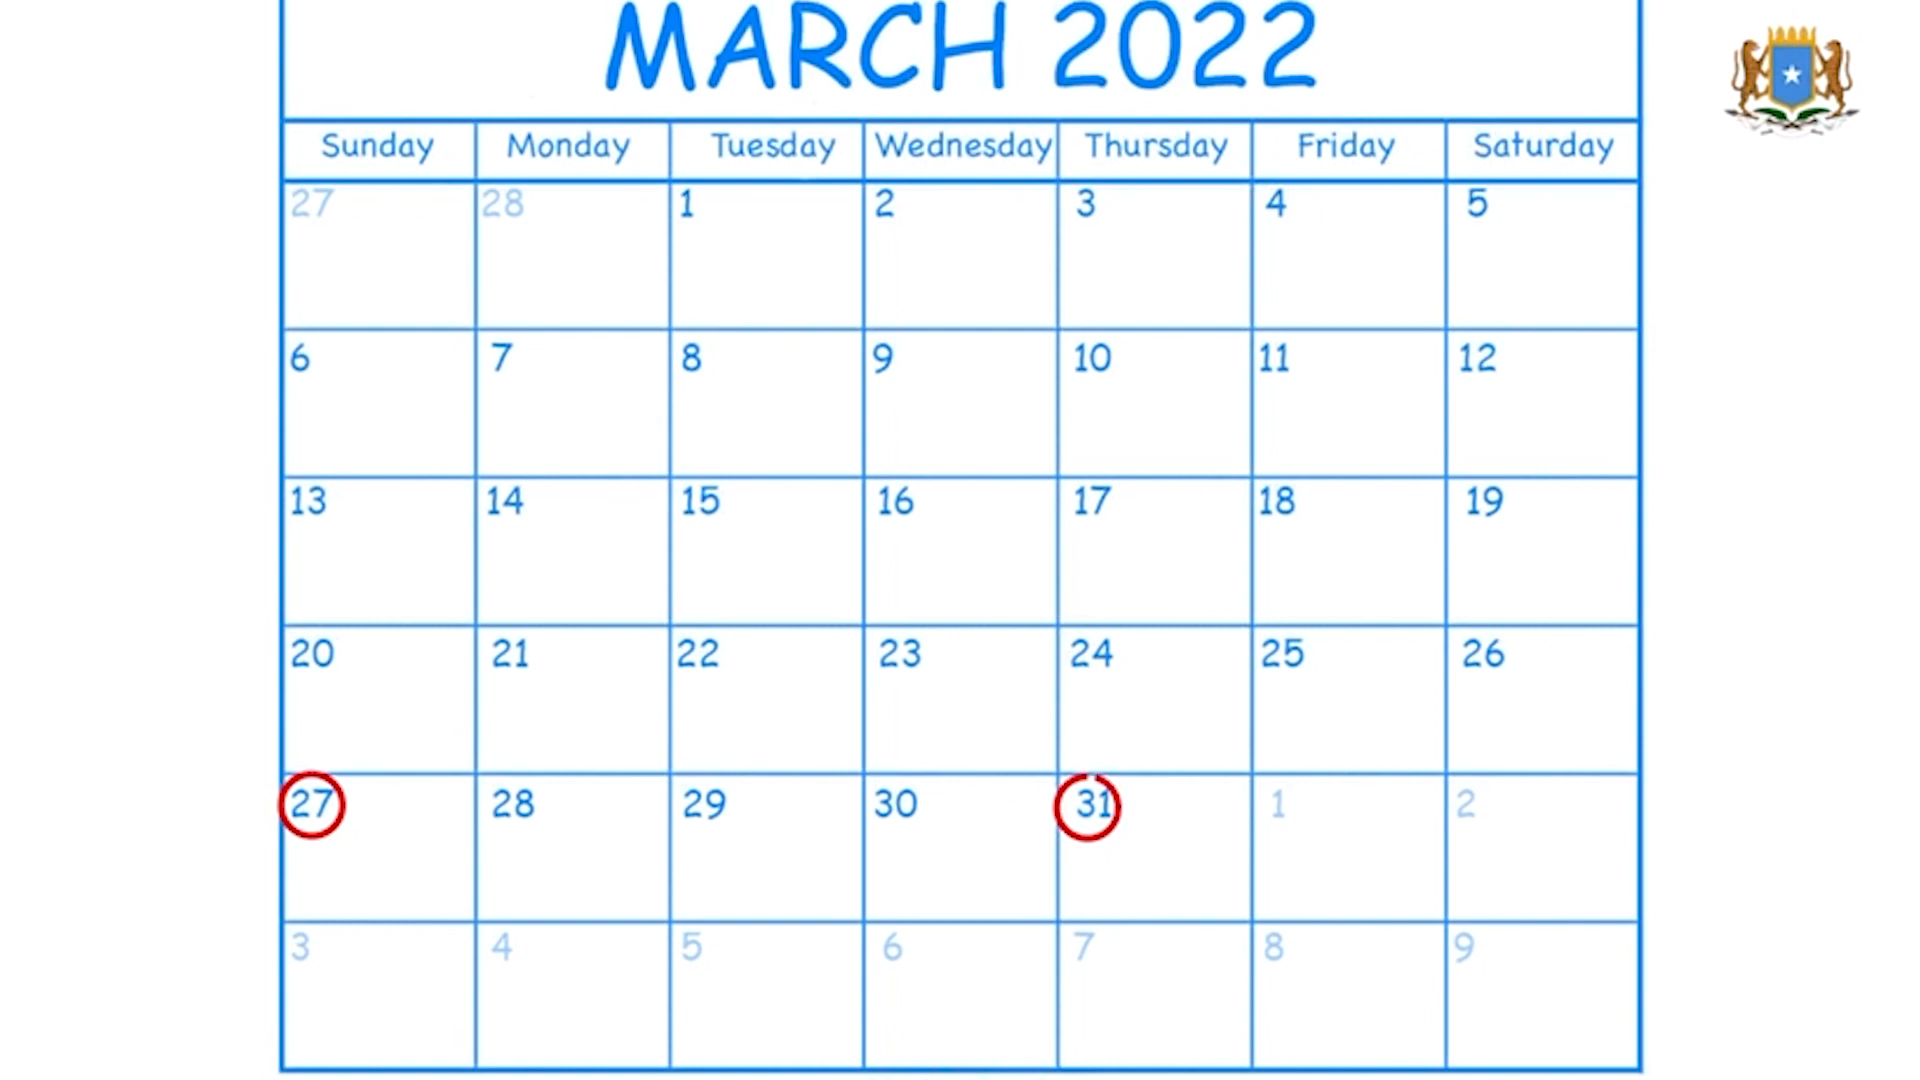 MARCH 2022
Sunday Monday Tuesday Wednesday Thursday Friday Saturday
27 28 1 2 3 4 5
6 7 8 9 10 11 12
13 14 15 16 17 18 19
20 21 22 23 24 25 26
27 28 29 30 31 1 2
3 4 5 6 7 8 9